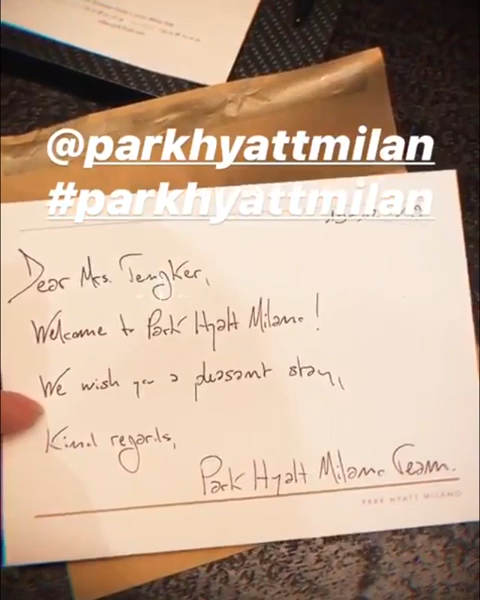 @parkhyattmilan
#parkhyattmilan
Dear Mrs. Tengker,
Welcome to Park Hyatt Milano!
We wish you a pleasant stay,
Kind regards,
Park Hyatt Milano Team.
PARK HYATT MILANO